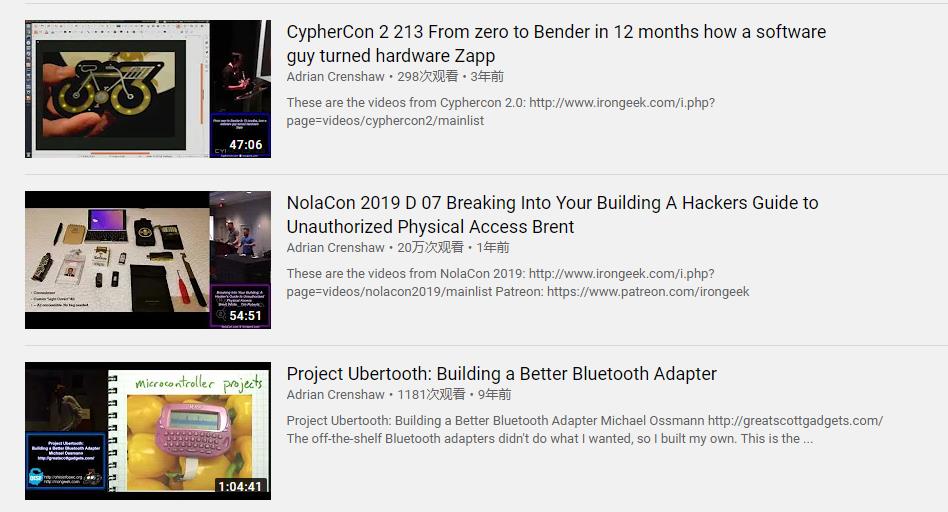 CypherCon 2 213 From zero to Bender in 12 months how a software
guy turned hardware Zapp
Adrian Crenshaw • 298次观看 • 3年前
These are the videos from Cyphercon 2.0: http://www.irongeek.com/i.php?
page=videos/cyphercon2/mainlist
47:06
NolaCon 2019 D 07 Breaking Into Your Building A Hackers Guide to
Unauthorized Physical Access Brent
Adrian Crenshaw • 20万次观看 • 1年前
These are the videos from NolaCon 2019: http://www.irongeek.com/i.php?
page=videos/nolacon2019/mainlist Patreon: https://www.patreon.com/irongeek
54:51
Project Ubertooth: Building a Better Bluetooth Adapter
Adrian Crenshaw • 1181次观看 • 9年前
Project Ubertooth: Building a Better Bluetooth Adapter Michael Ossmann http://greatscottgadgets.com/
The off-the-shelf Bluetooth adapters didn't do what I wanted, so I built my own. This is the ...
microcontroller projects
Project Ubertooth:
Building a Better Bluetooth Adapter
Michael Ossmann
http://greatscottgadgets.com/
1:04:41